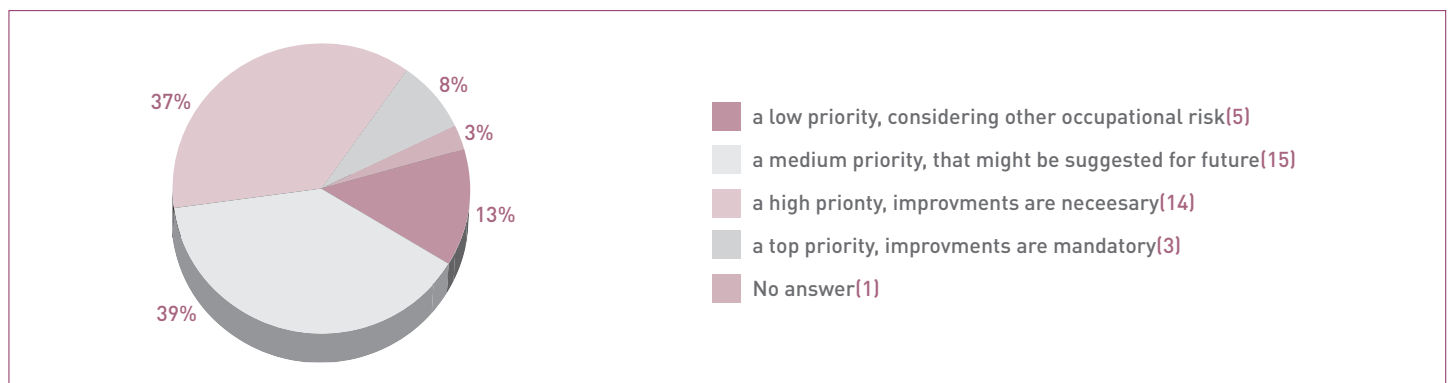 37%
8%
3%
13%
39%
a low priority, considering other occupational risk(5)
a medium priority, that might be suggested for future(15)
a high prionty, improvments are neceesary(14)
a top priority, improvments are mandatory(3)
No answer(1)